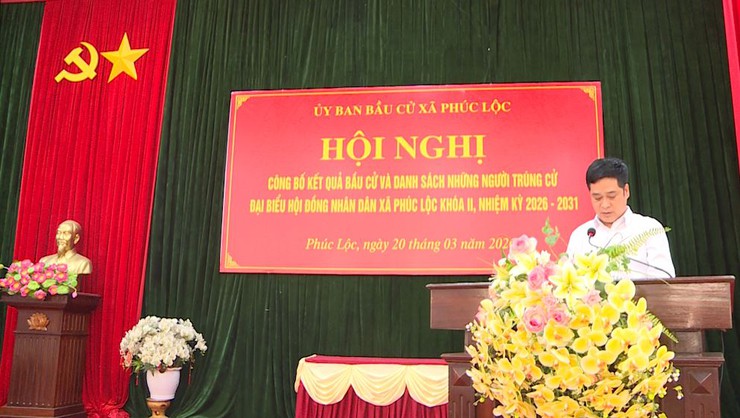 ỦY BAN BẦU CỬ XÃ PHÚC LỘC
HỘI NGHỊ
CÔNG BỐ KẾT QUẢ BẦU CỬ VÀ DANH SÁCH NHỮNG NGƯỜI TRÚNG CỬ
ĐẠI BIỂU HỘI ĐỒNG NHÂN DÂN XÃ PHÚC LỘC KHÓA II, NHIỆM KỲ 2026 - 2031
Phúc Lộc, ngày 20 tháng 03 năm